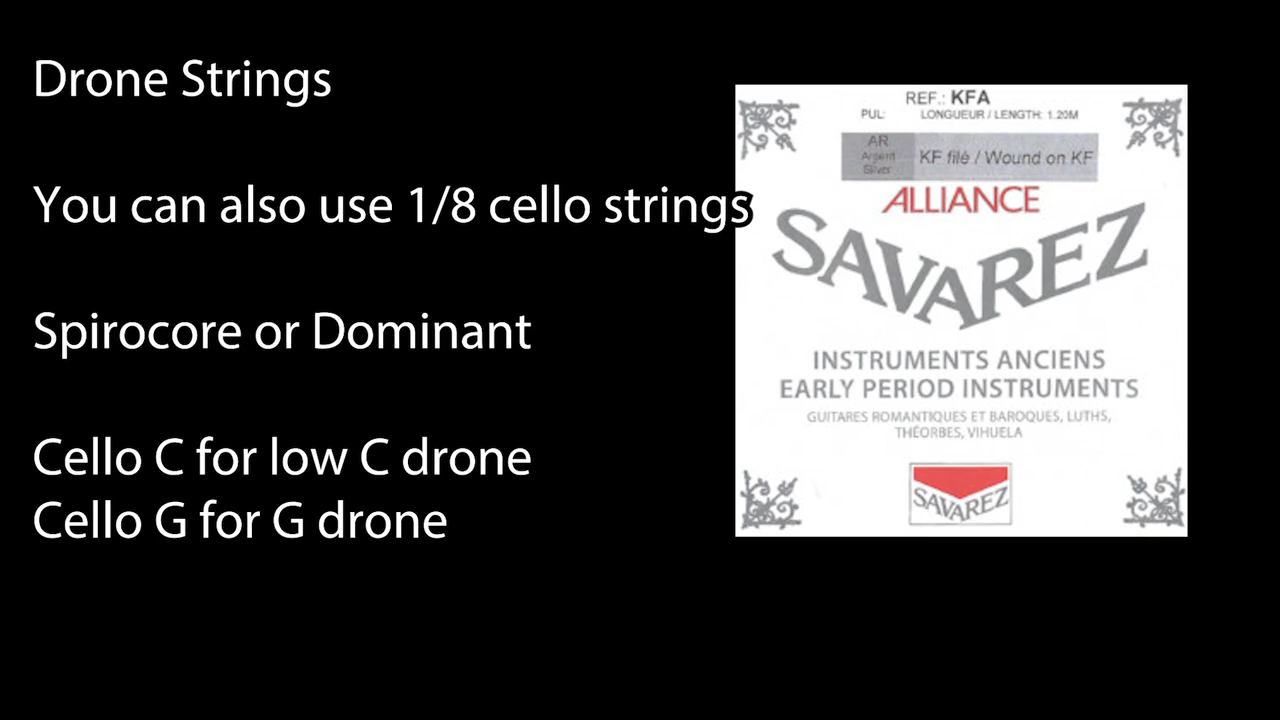 Drone Strings
You can also use 1/8 cello strings
Spirocore or Dominant
Cello C for low C drone
Cello G for G drone
REF.: KFA
PUL: LONGUEUR / LENGTH: 1.20M
AR
Argent
Silver
KF filé / Wound on KF
ALLIANCE
SAVAREZ
INSTRUMENTS ANCIENS
EARLY PERIOD INSTRUMENTS
GUITARES ROMANTIQUES ET BAROQUES, LUTHS,
THÉORBES, VIHUELA
SAVAREZ